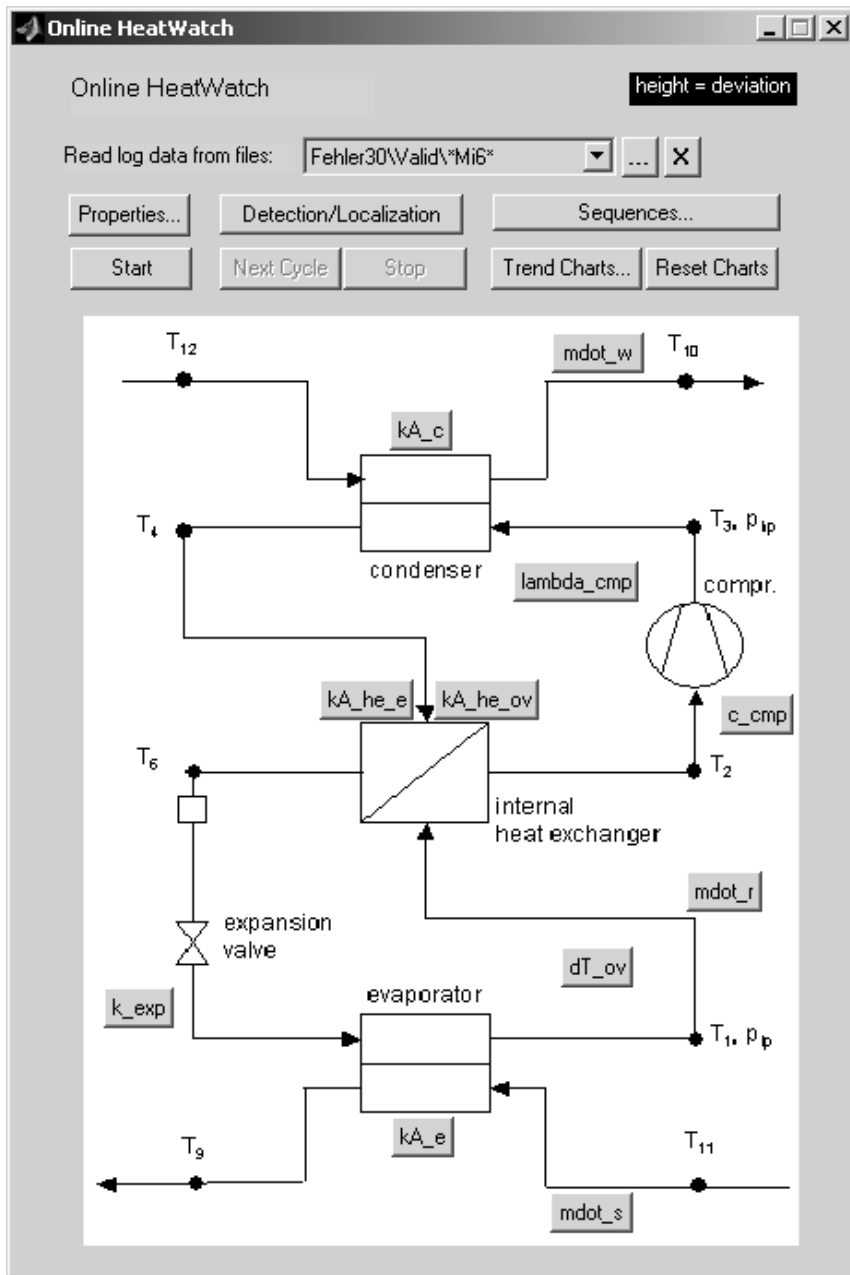 Online HeatWatch
Online HeatWatch
height = deviation
Read log data from files:
Fehler30\Valid\*Mi6*
...
X
Properties...
Detection/Localization
Sequences...
Start
Next Cycle
Stop
Trend Charts...
Reset Charts
T12
mdot_w
T10
kA_c
T4
T3, php
condenser
lambda_cmp
compr.
kA_he_e
kA_he_ov
c_cmp
T6
T2
internal
heat exchanger
mdot_r
expansion
valve
dT_ov
evaporator
k_exp
T1, plp
kA_e
T9
T11
mdot_s